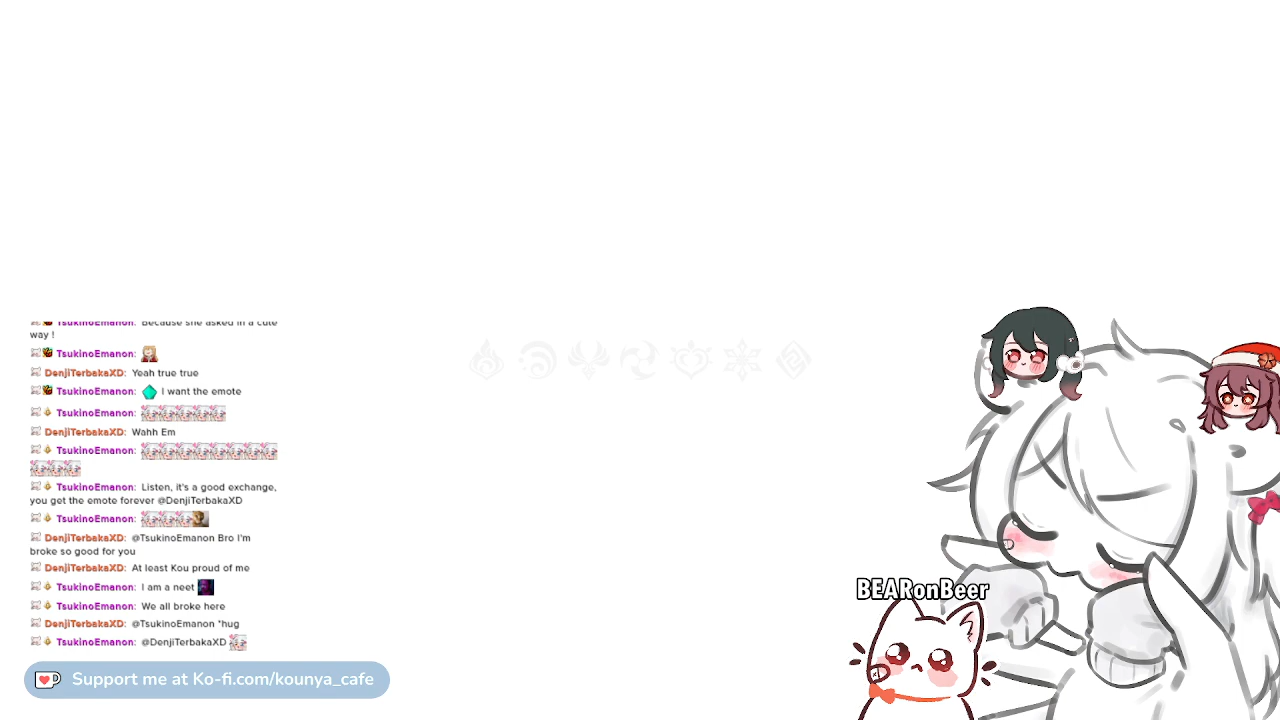 TsukinoEmanon: Because she asked in a cute
way !
TsukinoEmanon:
DenjiTerbakaXD: Yeah true true
TsukinoEmanon: I want the emote
TsukinoEmanon:
DenjiTerbakaXD: Wahh Em
TsukinoEmanon:
TsukinoEmanon: Listen, it's a good exchange,
you get the emote forever @DenjiTerbakaXD
TsukinoEmanon:
DenjiTerbakaXD: @TsukinoEmanon Bro I'm
broke so good for you
DenjiTerbakaXD: At least Kou proud of me
TsukinoEmanon: I am a neet
TsukinoEmanon: We all broke here
DenjiTerbakaXD: @TsukinoEmanon *hug
TsukinoEmanon: @DenjiTerbakaXD
Support me at Ko-fi.com/kounya_cafe
BEARonBeer